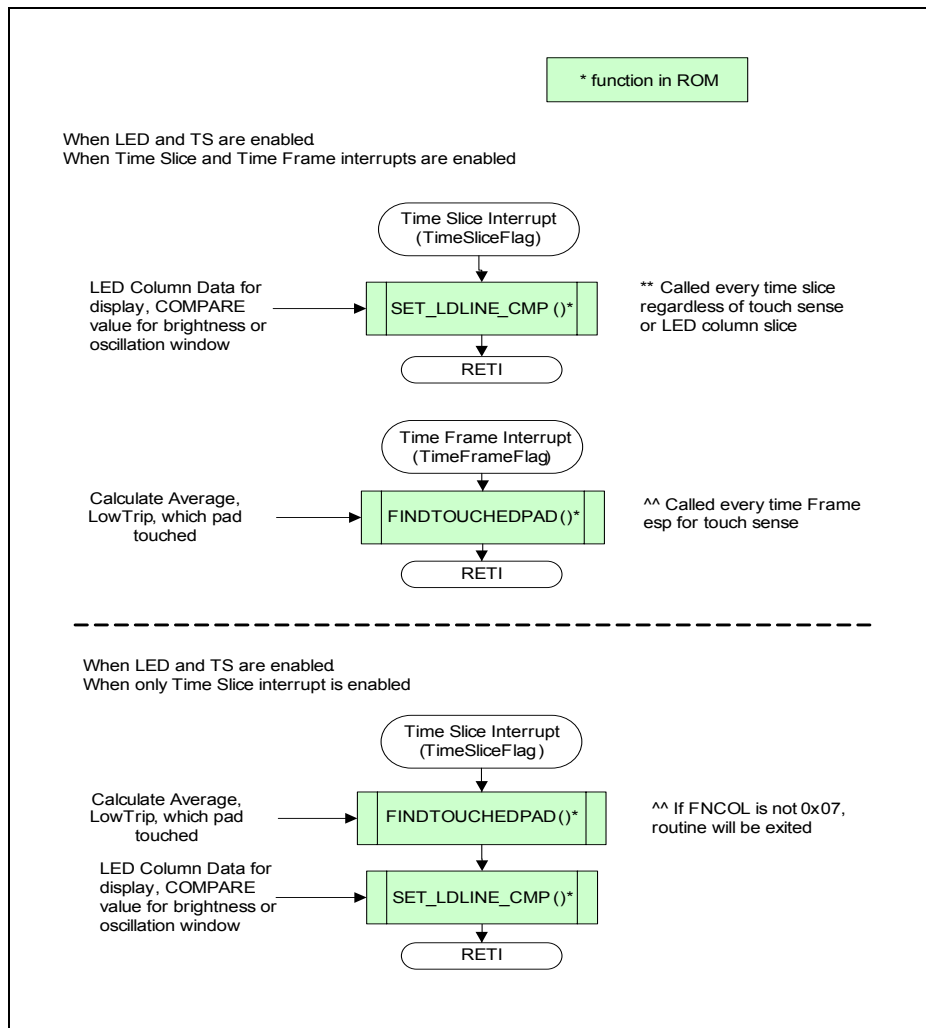 * function in ROM
When LED and TS are enabled.
When Time Slice and Time Frame interrupts are enabled
Time Slice Interrupt
(TimeSliceFlag)
LED Column Data for
display, COMPARE
value for brightness or
oscillation window
SET_LDLINE_CMP ()*
** Called every time slice
regardless of touch sense
or LED column slice
RETI
Time Frame Interrupt
(TimeFrameFlag)
Calculate Average,
LowTrip, which pad
touched
FINDTOUCHEDPAD ()*
^^ Called every time Frame
esp for touch sense
RETI
When LED and TS are enabled.
When only Time Slice interrupt is enabled
Time Slice Interrupt
(TimeSliceFlag)
Calculate Average,
LowTrip, which pad
touched
FINDTOUCHEDPAD ()*
^^ If FNCOL is not 0x07,
routine will be exited
LED Column Data for
display, COMPARE
value for brightness or
oscillation window
SET_LDLINE_CMP ()*
RETI